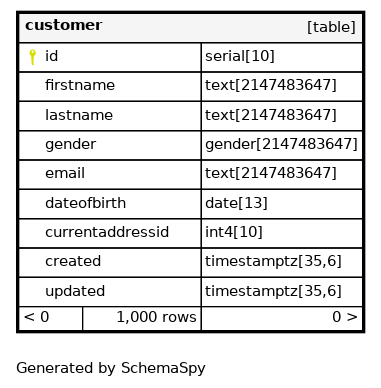 customer [table]
id serial[10]
firstname text[2147483647]
lastname text[2147483647]
gender gender[2147483647]
email text[2147483647]
dateofbirth date[13]
currentaddressid int4[10]
created timestamptz[35,6]
updated timestamptz[35,6]
< 0 1,000 rows 0 >
Generated by SchemaSpy